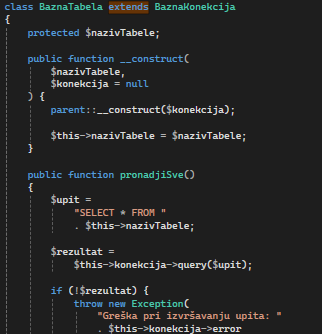 class BaznaTabela extends BaznaKonekcija
{
    protected $nazivTabele;

    public function __construct(
        $nazivTabele,
        $konekcija = null
    ) {
        parent::__construct($konekcija);

        $this->nazivTabele = $nazivTabele;
    }

    public function pronadjiSve()
    {
        $upit =
            "SELECT * FROM "
            . $this->nazivTabele;

        $rezultat =
            $this->konekcija->query($upit);

        if (!$rezultat) {
            throw new Exception(
                "Greška pri izvršavanju upita: "
                . $this->konekcija->error